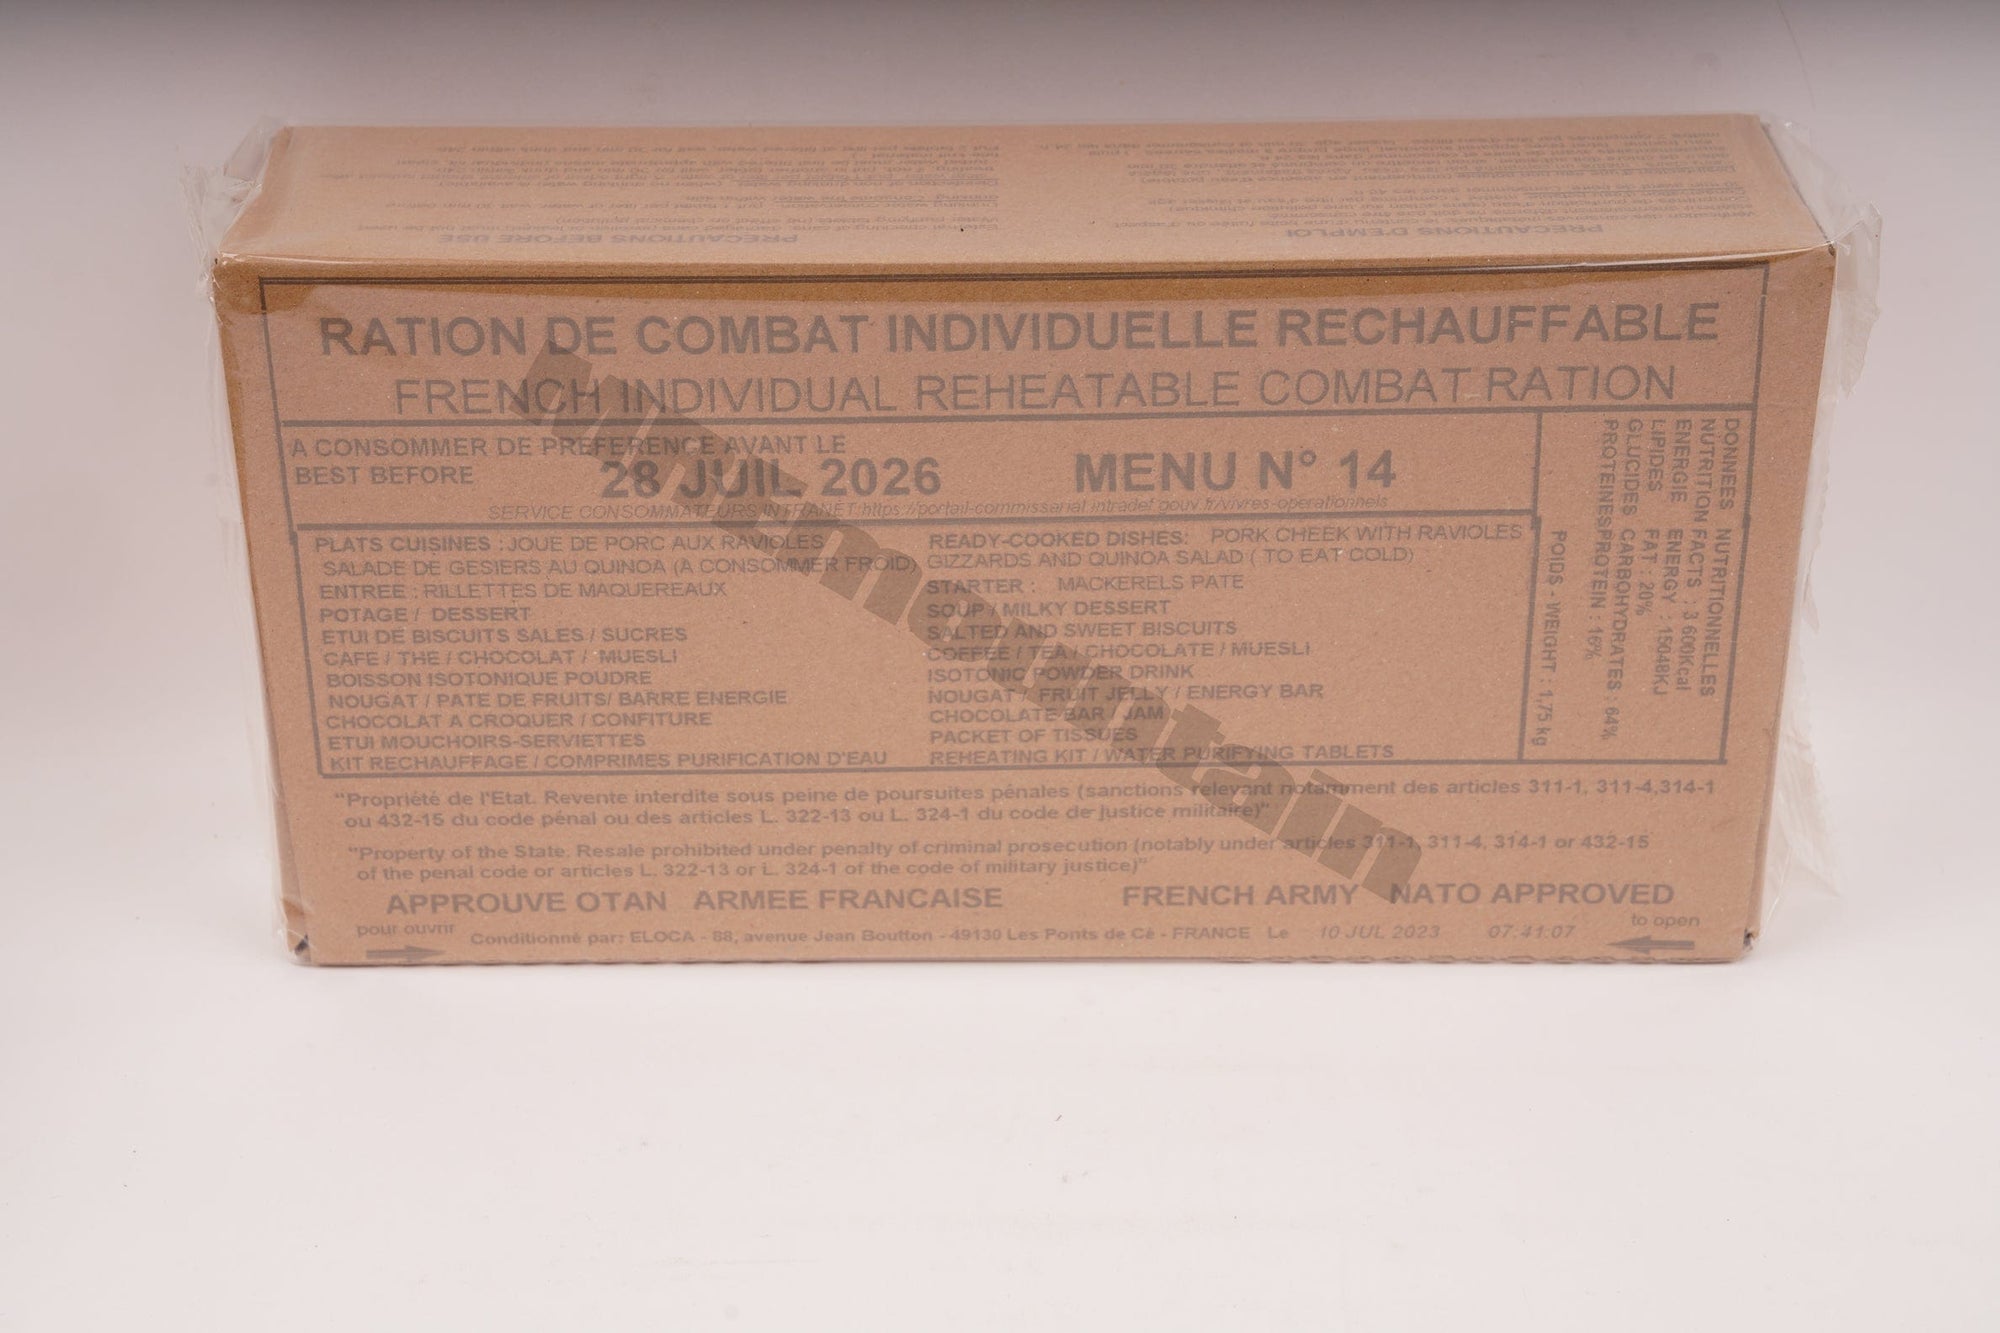 PRECAUTIONS D'EMPLOI
PRECAUTIONS BEFORE USE
RATION DE COMBAT INDIVIDUELLE RECHAUFFABLE
FRENCH INDIVIDUAL REHEATABLE COMBAT RATION
A CONSOMMER DE PREFERENCE AVANT LE
BEST BEFORE
28 JUIL 2026
MENU N° 14
SERVICE CONSOMMATEURS INTRANET:https://portail-commissariat.intradef.gouv.fr/vivres-operationnels
PLATS CUISINES : JOUE DE PORC AUX RAVIOLES
SALADE DE GESIERS AU QUINOA (A CONSOMMER FROID)
ENTREE : RILLETTES DE MAQUEREAUX
POTAGE / DESSERT
ETUI DE BISCUITS SALES / SUCRES
CAFE / THE / CHOCOLAT / MUESLI
BOISSON ISOTONIQUE POUDRE
NOUGAT / PATE DE FRUITS/ BARRE ENERGIE
CHOCOLAT A CROQUER / CONFITURE
ETUI MOUCHOIRS-SERVIETTES
KIT RECHAUFFAGE / COMPRIMES PURIFICATION D'EAU
READY-COOKED DISHES: PORK CHEEK WITH RAVIOLES
GIZZARDS AND QUINOA SALAD ( TO EAT COLD)
STARTER : MACKERELS PATE
SOUP / MILKY DESSERT
SALTED AND SWEET BISCUITS
COFFEE / TEA / CHOCOLATE / MUESLI
ISOTONIC POWDER DRINK
NOUGAT / FRUIT JELLY / ENERGY BAR
CHOCOLATE BAR / JAM
PACKET OF TISSUES
REHEATING KIT / WATER PURIFYING TABLETS
DONNEES NUTRITIONNELLES
NUTRITION FACTS : 3 600Kcal
ENERGIE ENERGY : 15048KJ
LIPIDES FAT : 20%
GLUCIDES CARBOHYDRATES : 64%
PROTEINES PROTEIN : 16%
POIDS - WEIGHT : 1,75 kg
"Propriété de l'Etat. Revente interdite sous peine de poursuites pénales (sanctions relevant notamment des articles 311-1, 311-4,314-1
ou 432-15 du code pénal ou des articles L. 322-13 ou L. 324-1 du code de justice militaire)"
"Property of the State. Resale prohibited under penalty of criminal prosecution (notably under articles 311-1, 311-4, 314-1 or 432-15
of the penal code or articles L. 322-13 or L. 324-1 of the code of military justice)"
APPROUVE OTAN ARMEE FRANCAISE FRENCH ARMY NATO APPROVED
pour ouvrir
Conditionné par: ELOCA - 88, avenue Jean Boutton - 49130 Les Ponts de Cé - FRANCE Le 10 JUL 2023 07:41:07
to open